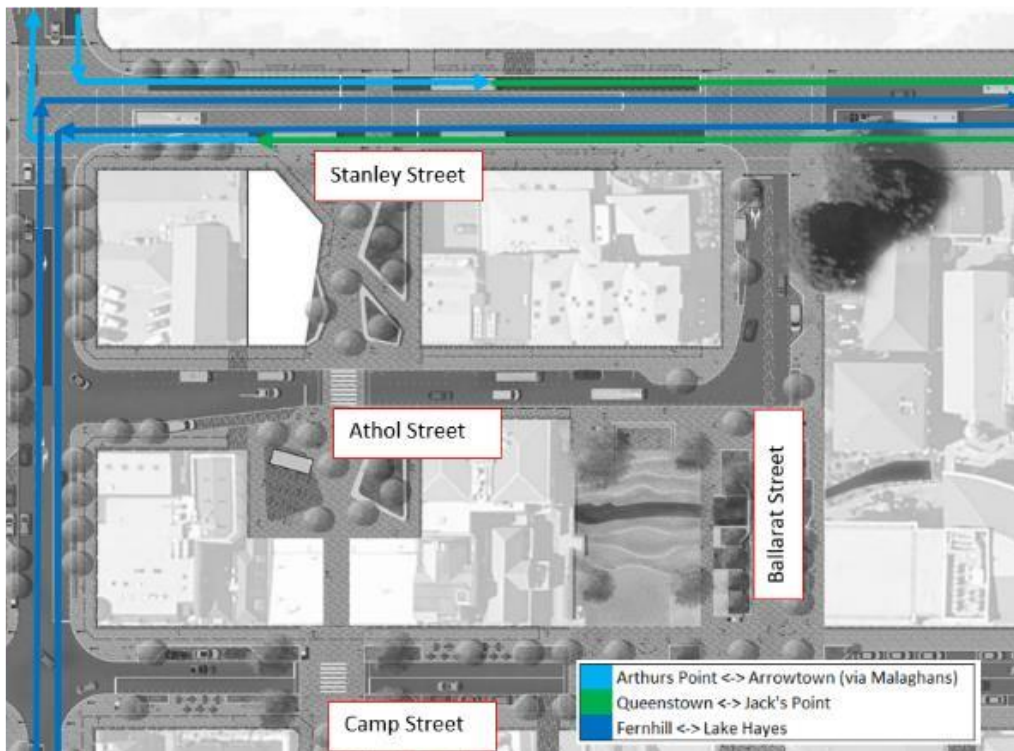 Stanley Street
Athol Street
Ballarat Street
Arthurs Point <-> Arrowtown (via Malaghans)
Queenstown <-> Jack's Point
Fernhill <-> Lake Hayes
Camp Street